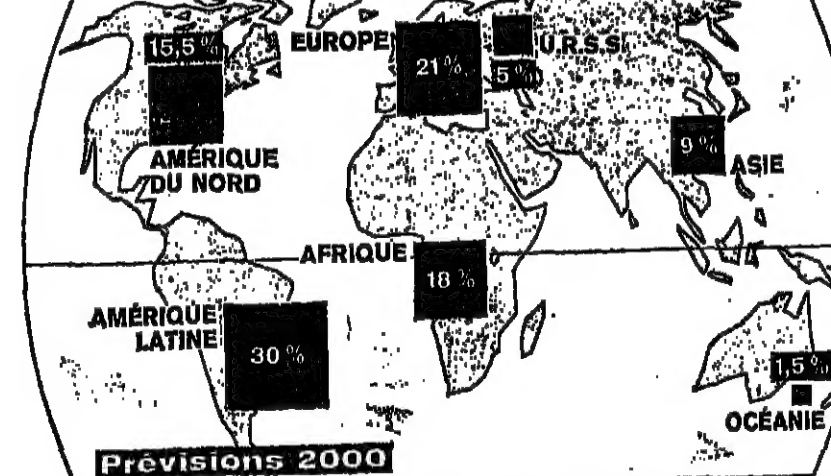 15,5 %
EUROPE
21 %
U.R.S.S.
5 %
AMÉRIQUE
DU NORD
9 %
ASIE
AFRIQUE
18 %
AMÉRIQUE
LATINE
30 %
1,5 %
OCÉANIE
Prévisions 2000